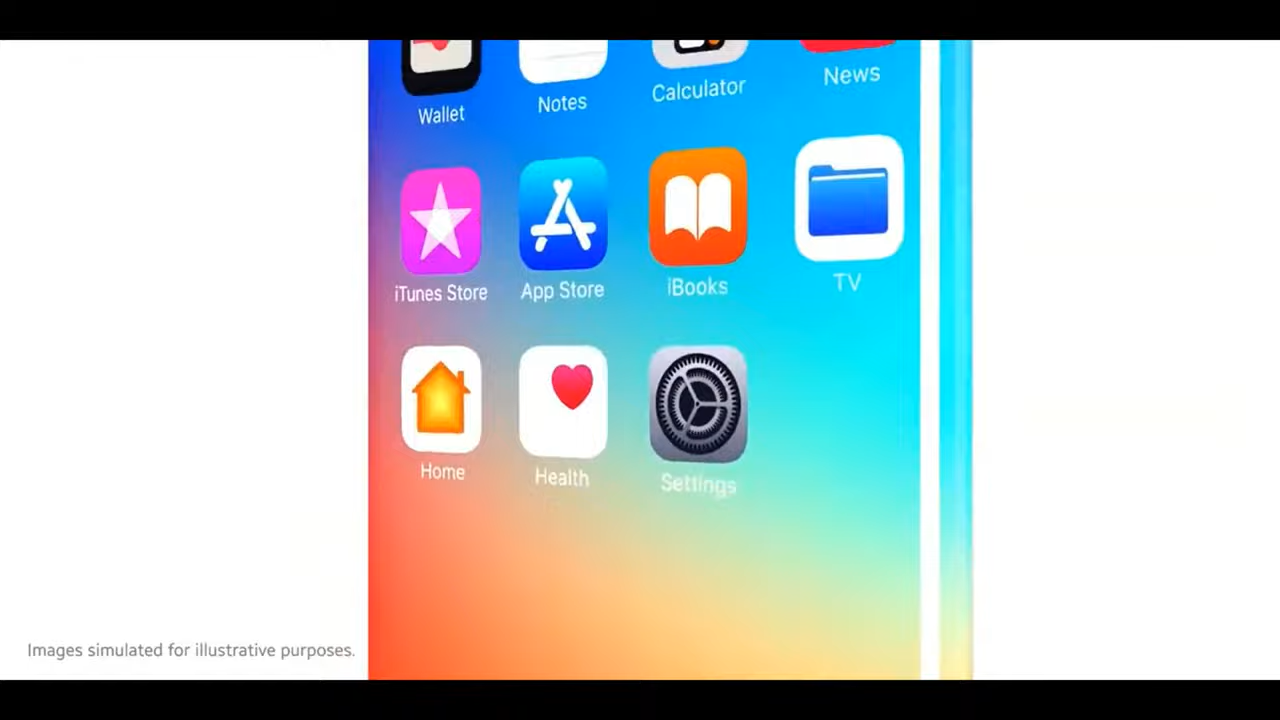 Wallet
Notes
Calculator
News
iTunes Store
App Store
iBooks
TV
Home
Health
Settings
Images simulated for illustrative purposes.